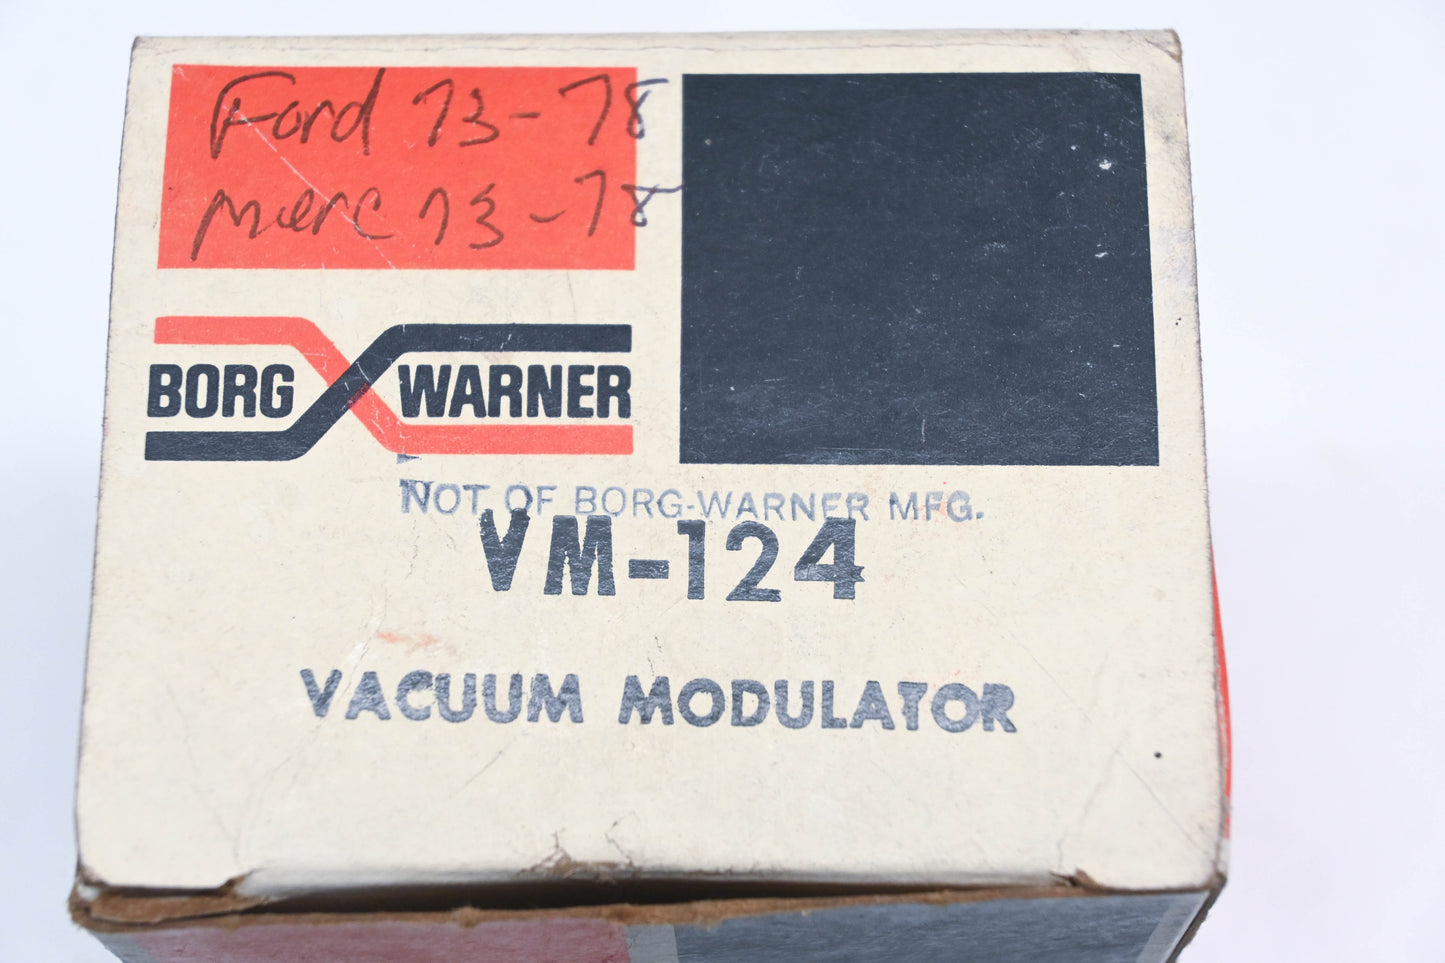 Ford 73-78
Merc 73-78
BORG WARNER
NOT OF BORG-WARNER MFG.
VM-124
VACUUM MODULATOR